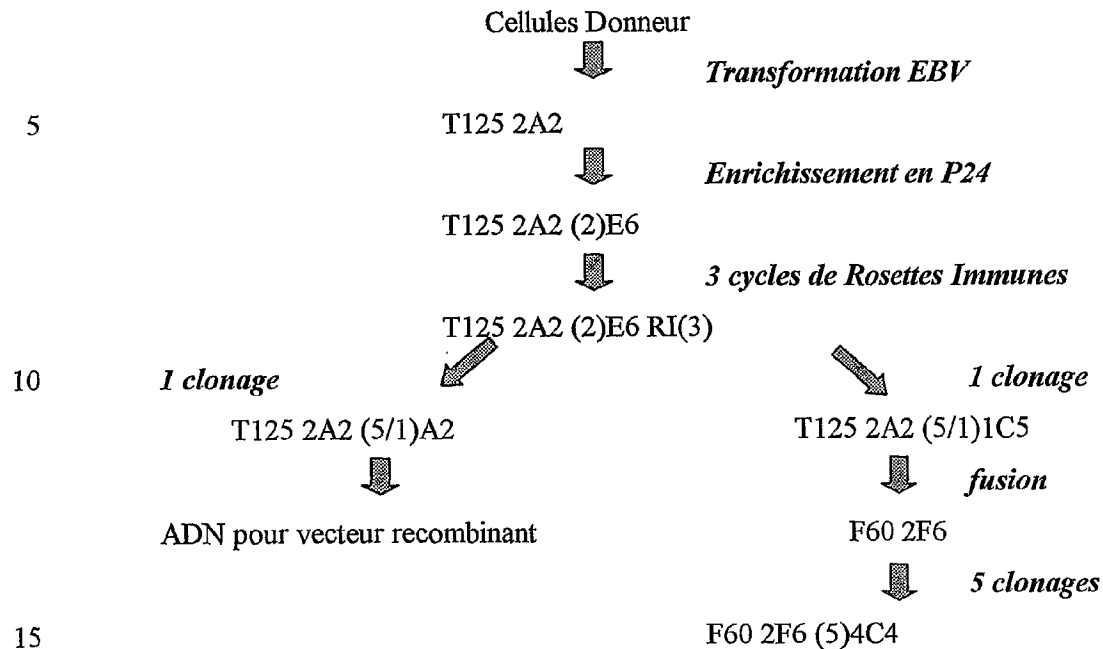 Cellules Donneur
Transformation EBV
5 T125 2A2
Enrichissement en P24
T125 2A2 (2)E6
3 cycles de Rosettes Immunes
T125 2A2 (2)E6 RI(3)
10 1 clonage 1 clonage
T125 2A2 (5/1)A2 T125 2A2 (5/1)1C5
fusion
ADN pour vecteur recombinant F60 2F6
5 clonages
15 F60 2F6 (5)4C4